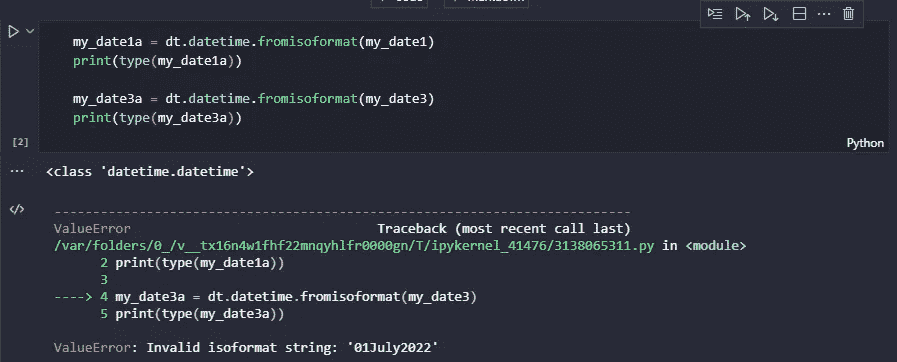 my_date1a = dt.datetime.fromisoformat(my_date1)
print(type(my_date1a))
my_date3a = dt.datetime.fromisoformat(my_date3)
print(type(my_date3a))
[2]
Python
<class 'datetime.datetime'>
---------------------------------------------------------------------------
ValueError Traceback (most recent call last)
/var/folders/0_/v__tx16n4w1fhf22mnqyhlfr0000gn/T/ipykernel_41476/3138065311.py in <module>
2 print(type(my_date1a))
3
----> 4 my_date3a = dt.datetime.fromisoformat(my_date3)
5 print(type(my_date3a))
ValueError: Invalid isoformat string: '01July2022'